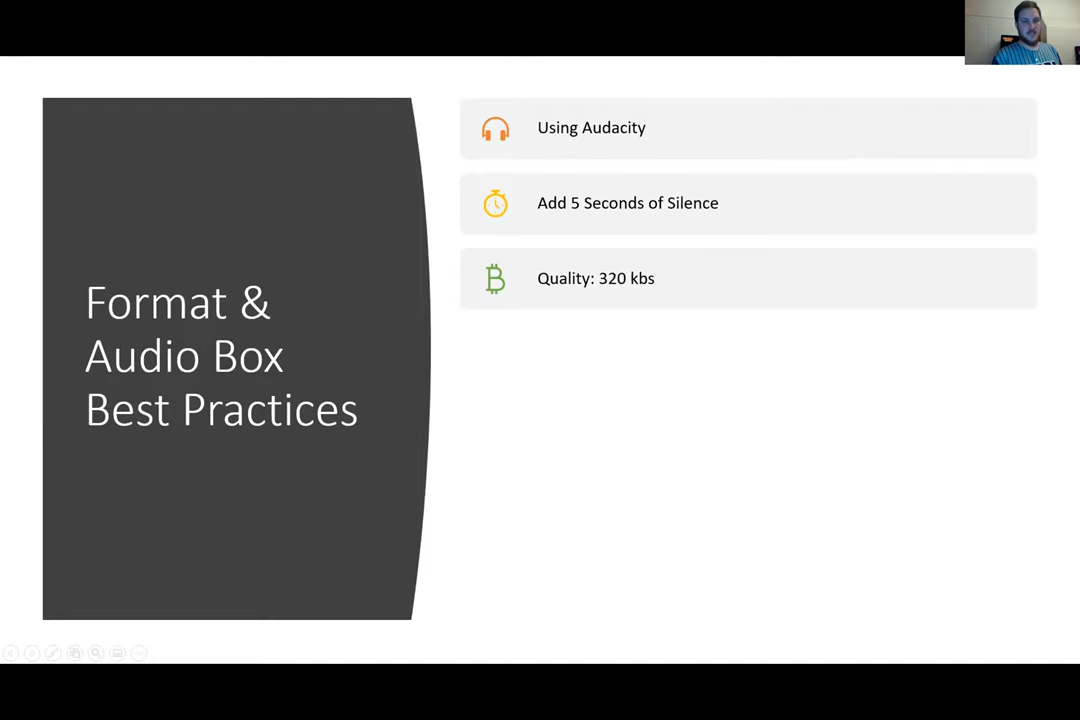 Format &
Audio Box
Best Practices
Using Audacity
Add 5 Seconds of Silence
Quality: 320 kbs